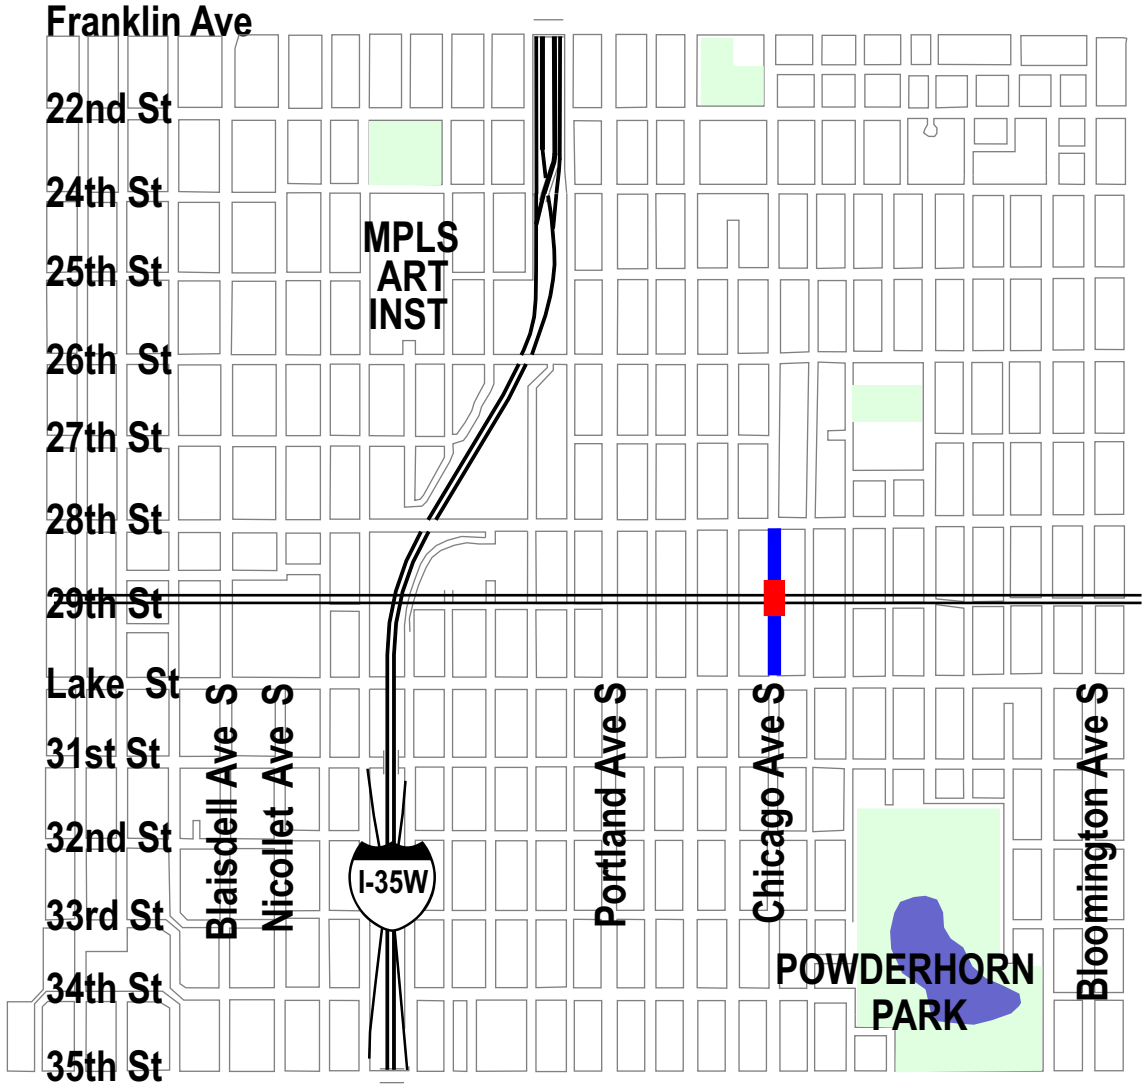 Franklin Ave
22nd St
24th St
MPLS
ART
INST
25th St
26th St
27th St
28th St
29th St
Lake St
31st St
32nd St
33rd St
34th St
35th St
Blaisdell Ave S
Nicollet Ave S
I-35W
Portland Ave S
Chicago Ave S
Bloomington Ave S
POWDERHORN
PARK